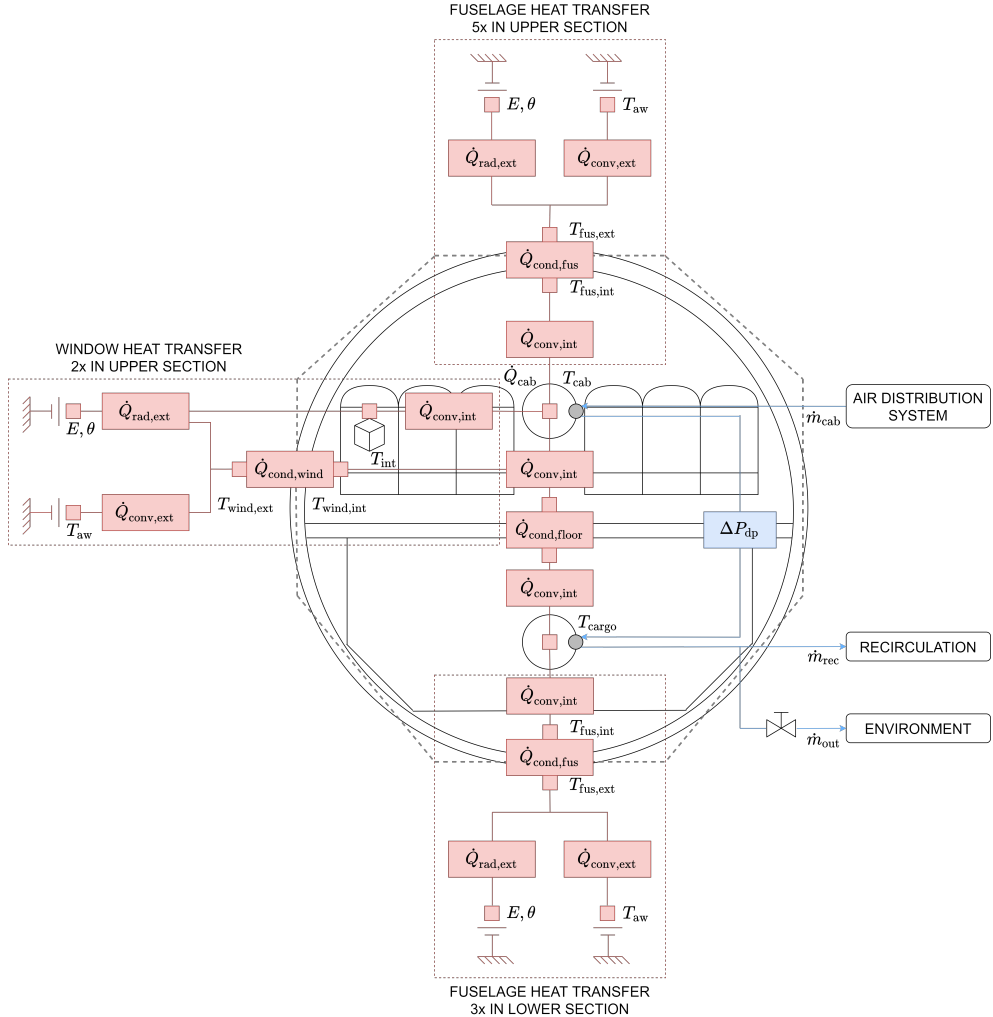 FUSELAGE HEAT TRANSFER
5x IN UPPER SECTION
E, θ
T_aw
Q̇_rad,ext
Q̇_conv,ext
T_fus,ext
Q̇_cond,fus
T_fus,int
Q̇_conv,int
WINDOW HEAT TRANSFER
2x IN UPPER SECTION
Q̇_cab
T_cab
Q̇_rad,ext
Q̇_conv,int
E, θ
ṁ_cab
AIR DISTRIBUTION
SYSTEM
T_int
Q̇_cond,wind
Q̇_conv,int
T_wind,ext
T_wind,int
Q̇_conv,ext
T_aw
Q̇_cond,floor
ΔP_dp
Q̇_conv,int
T_cargo
ṁ_rec
RECIRCULATION
Q̇_conv,int
T_fus,int
ṁ_out
ENVIRONMENT
Q̇_cond,fus
T_fus,ext
Q̇_rad,ext
Q̇_conv,ext
E, θ
T_aw
FUSELAGE HEAT TRANSFER
3x IN LOWER SECTION